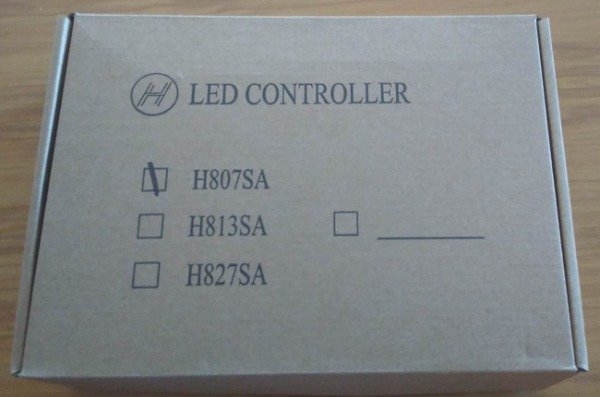 H LED CONTROLLER
H807SA
H813SA
H827SA